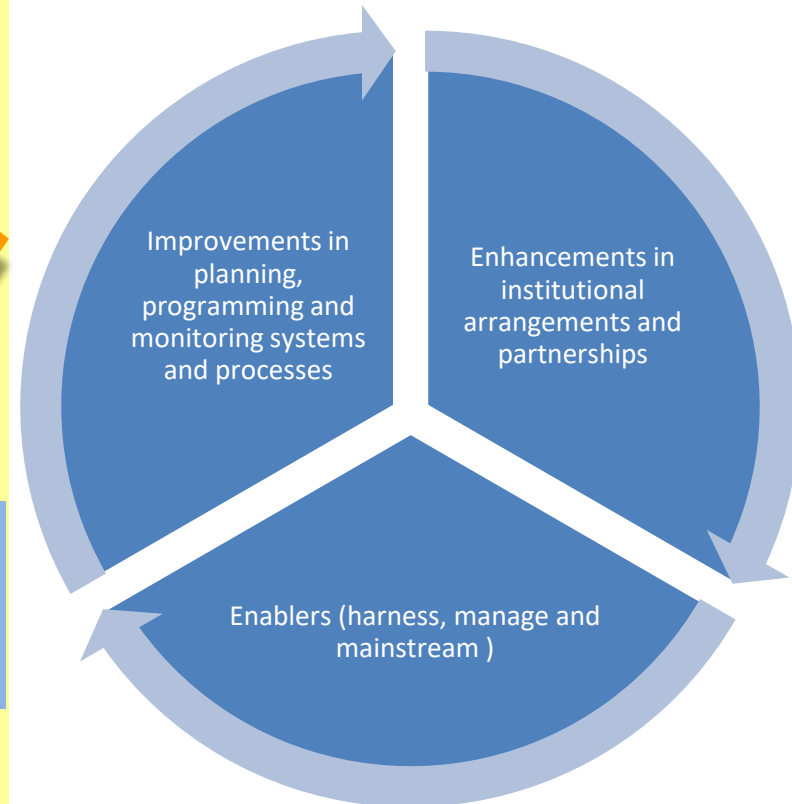 Improvements in
planning,
programming and
monitoring systems
and processes
Enhancements in
institutional
arrangements and
partnerships
Enablers (harness, manage and
mainstream )